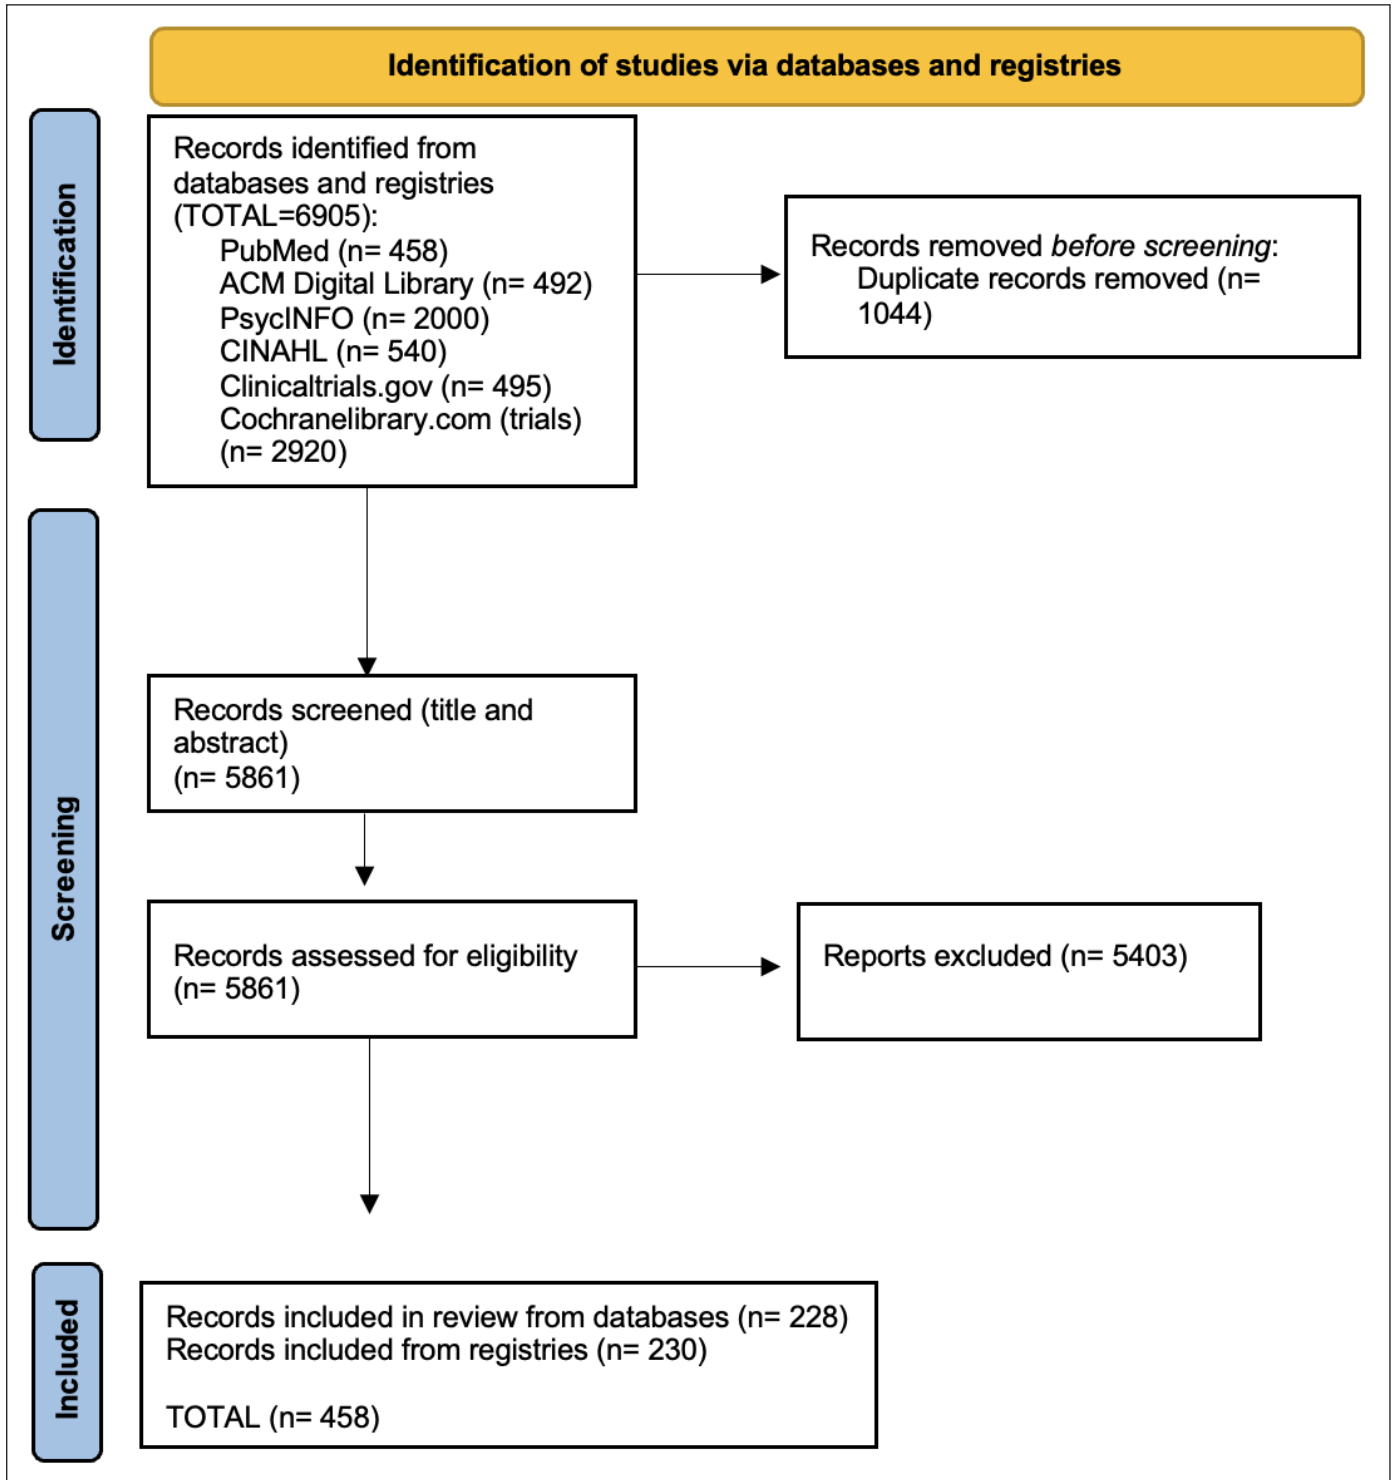 Identification of studies via databases and registries
Identification
Records identified from
databases and registries
(TOTAL=6905):
PubMed (n= 458)
ACM Digital Library (n= 492)
PsycINFO (n= 2000)
CINAHL (n= 540)
Clinicaltrials.gov (n= 495)
Cochranelibrary.com (trials)
(n= 2920)
Records removed before screening:
Duplicate records removed (n=
1044)
Screening
Records screened (title and
abstract)
(n= 5861)
Records assessed for eligibility
(n= 5861)
Reports excluded (n= 5403)
Included
Records included in review from databases (n= 228)
Records included from registries (n= 230)
TOTAL (n= 458)